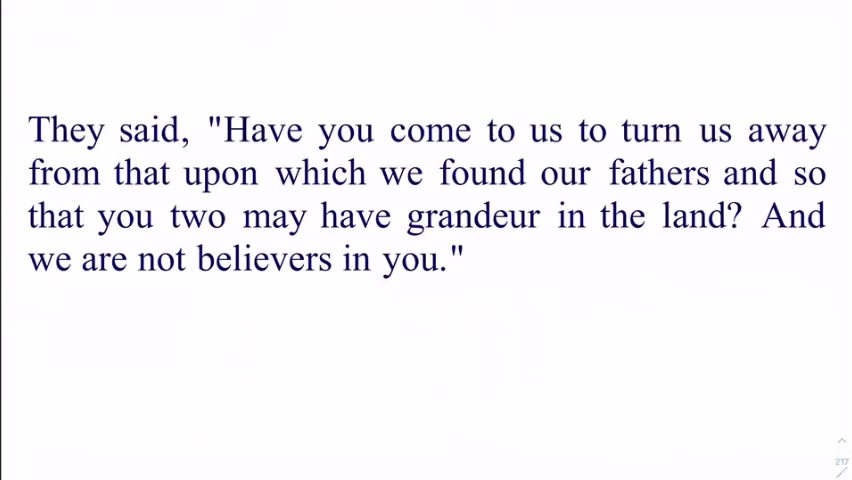 They said, "Have you come to us to turn us away
from that upon which we found our fathers and so
that you two may have grandeur in the land? And
we are not believers in you."
217